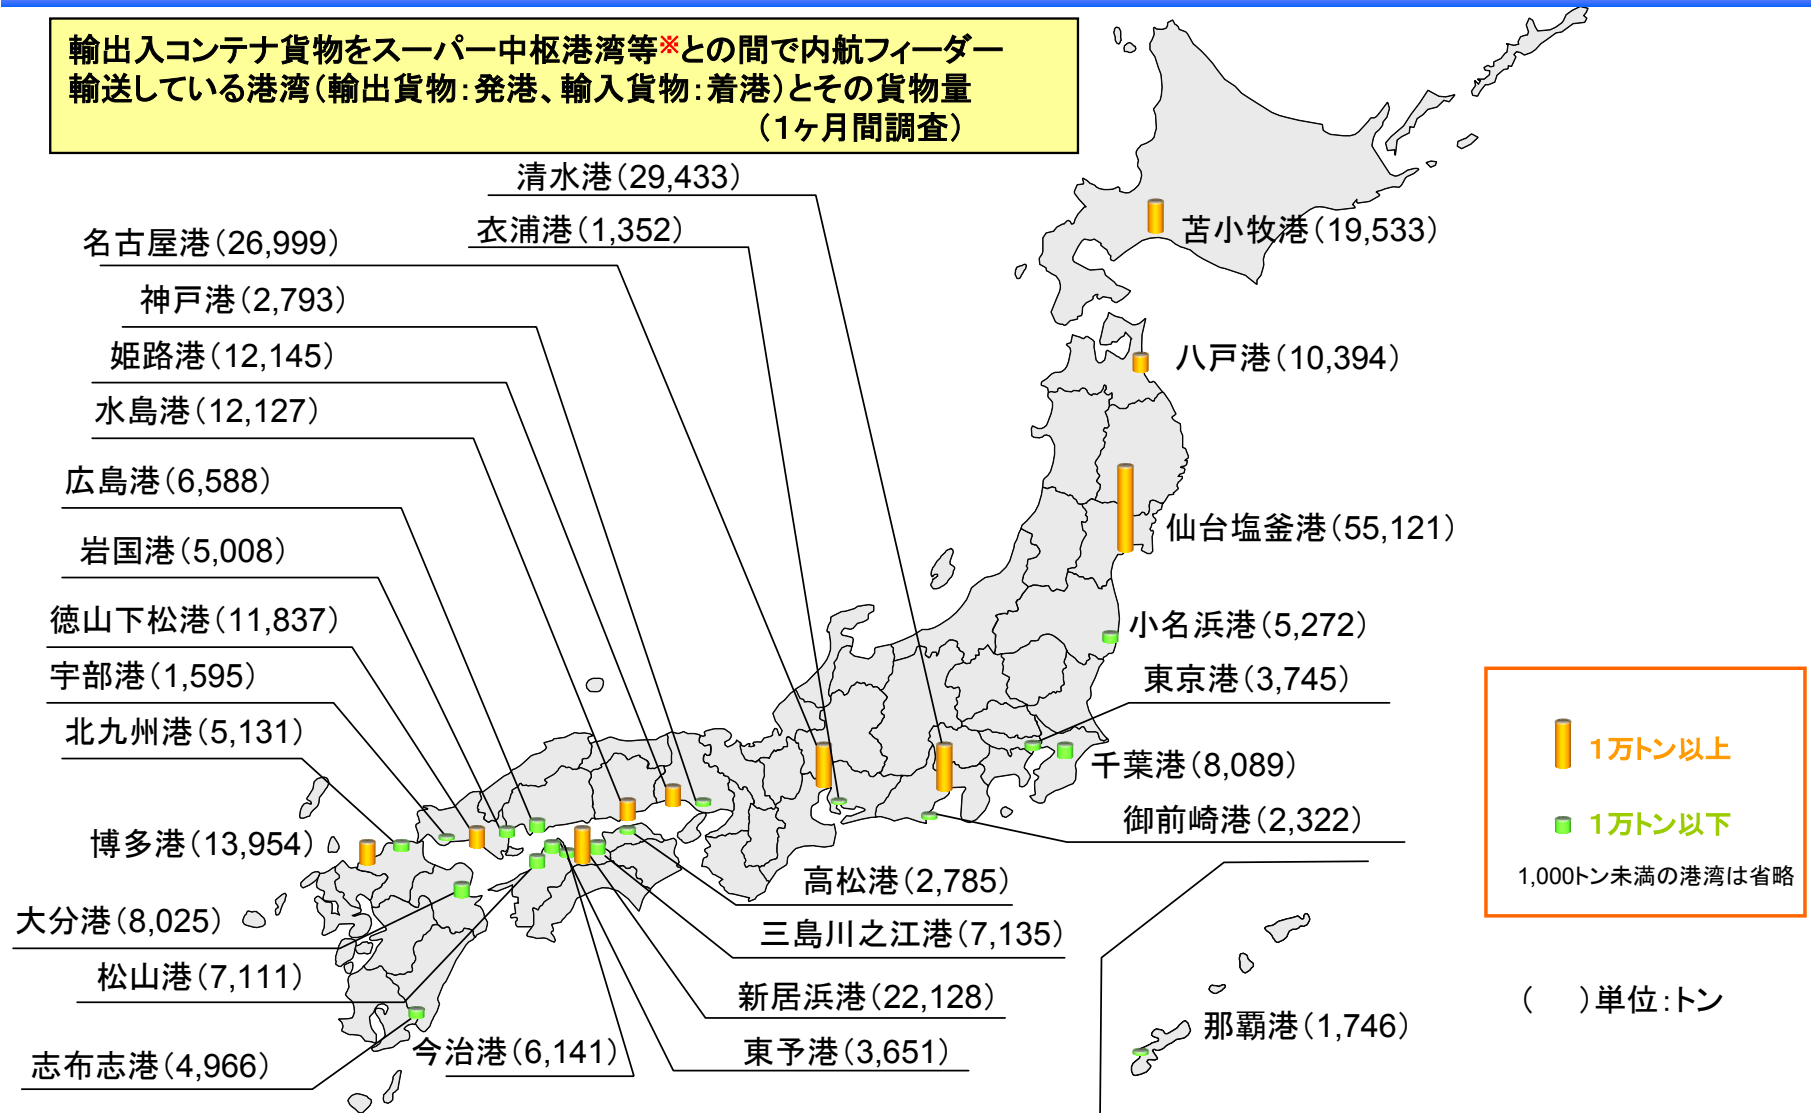 輸出入コンテナ貨物をスーパー中枢港湾等※との間で内航フィーダー
輸送している港湾（輸出貨物：発港、輸入貨物：着港）とその貨物量
（１ヶ月間調査）
清水港（29,433）
衣浦港（1,352）
名古屋港（26,999）
神戸港（2,793）
姫路港（12,145）
水島港（12,127）
広島港（6,588）
岩国港（5,008）
徳山下松港（11,837）
宇部港（1,595）
北九州港（5,131）
博多港（13,954）
大分港（8,025）
松山港（7,111）
志布志港（4,966）
今治港（6,141）
苫小牧港（19,533）
八戸港（10,394）
仙台塩釜港（55,121）
小名浜港（5,272）
東京港（3,745）
千葉港（8,089）
御前崎港（2,322）
高松港（2,785）
三島川之江港（7,135）
新居浜港（22,128）
東予港（3,651）
那覇港（1,746）
１万トン以上
１万トン以下
1,000トン未満の港湾は省略
（　）単位：トン